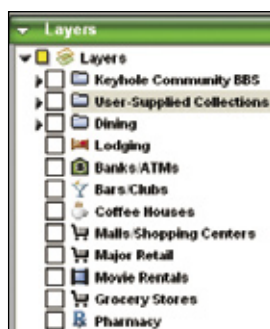 Layers
Layers
Keyhole Community BBS
User-Supplied Collections
Dining
Lodging
Banks/ATMs
Bars/Clubs
Coffee Houses
Malls/Shopping Centers
Major Retail
Movie Rentals
Grocery Stores
Pharmacy